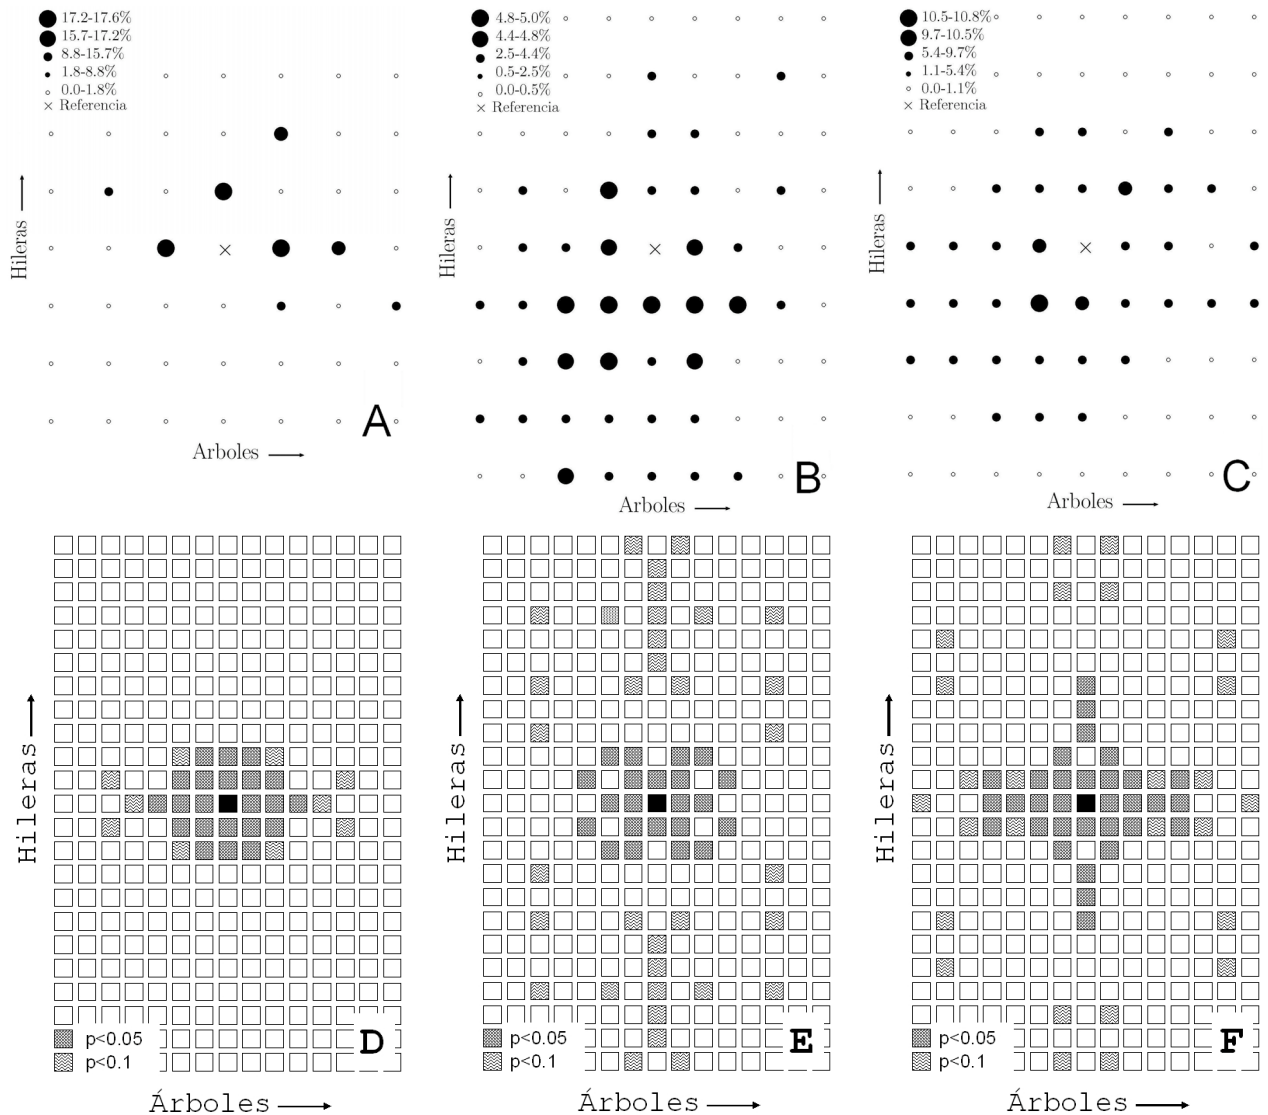 17.2-17.6%
15.7-17.2%
8.8-15.7%
1.8-8.8%
0.0-1.8%
Referencia
Hileras
Arboles
A
4.8-5.0%
4.4-4.8%
2.5-4.4%
0.5-2.5%
0.0-0.5%
Referencia
Hileras
Arboles
B
10.5-10.8%
9.7-10.5%
5.4-9.7%
1.1-5.4%
0.0-1.1%
Referencia
Hileras
Arboles
C
Hileras
p<0.05
p<0.1
D
Árboles
Hileras
p<0.05
p<0.1
E
Árboles
Hileras
p<0.05
p<0.1
F
Árboles